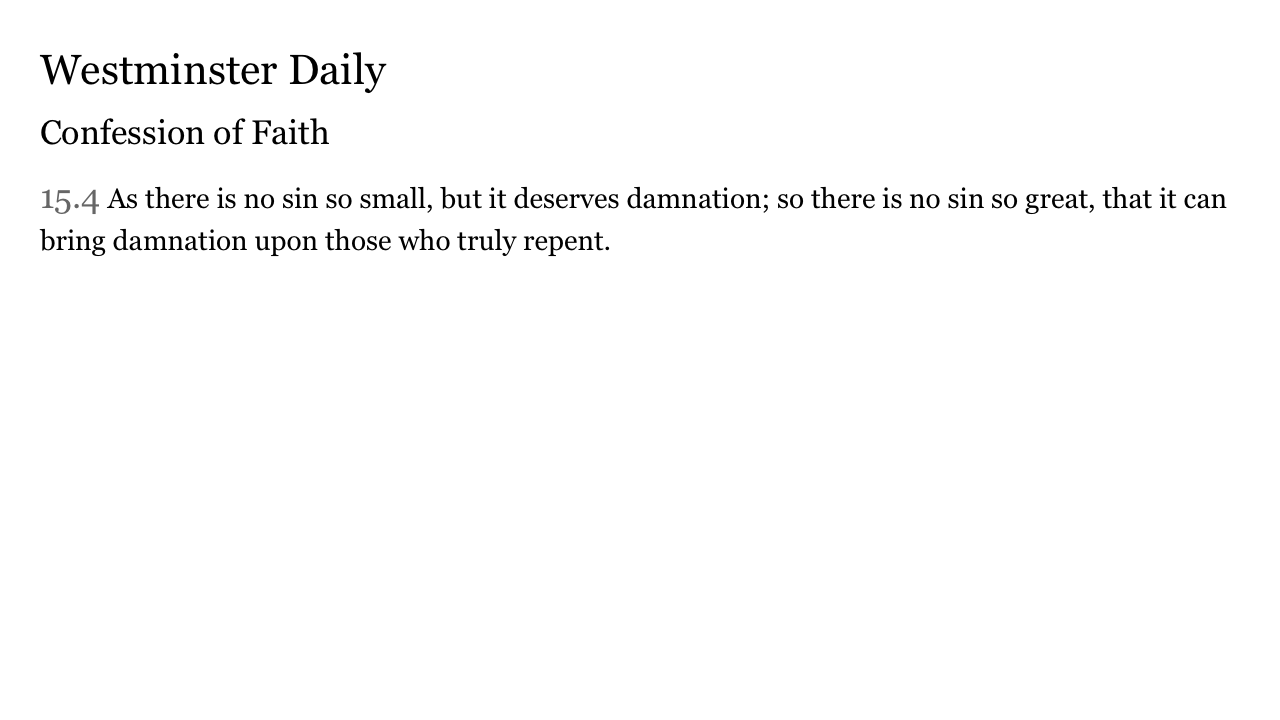 Westminster Daily
Confession of Faith
15.4 As there is no sin so small, but it deserves damnation; so there is no sin so great, that it can
bring damnation upon those who truly repent.